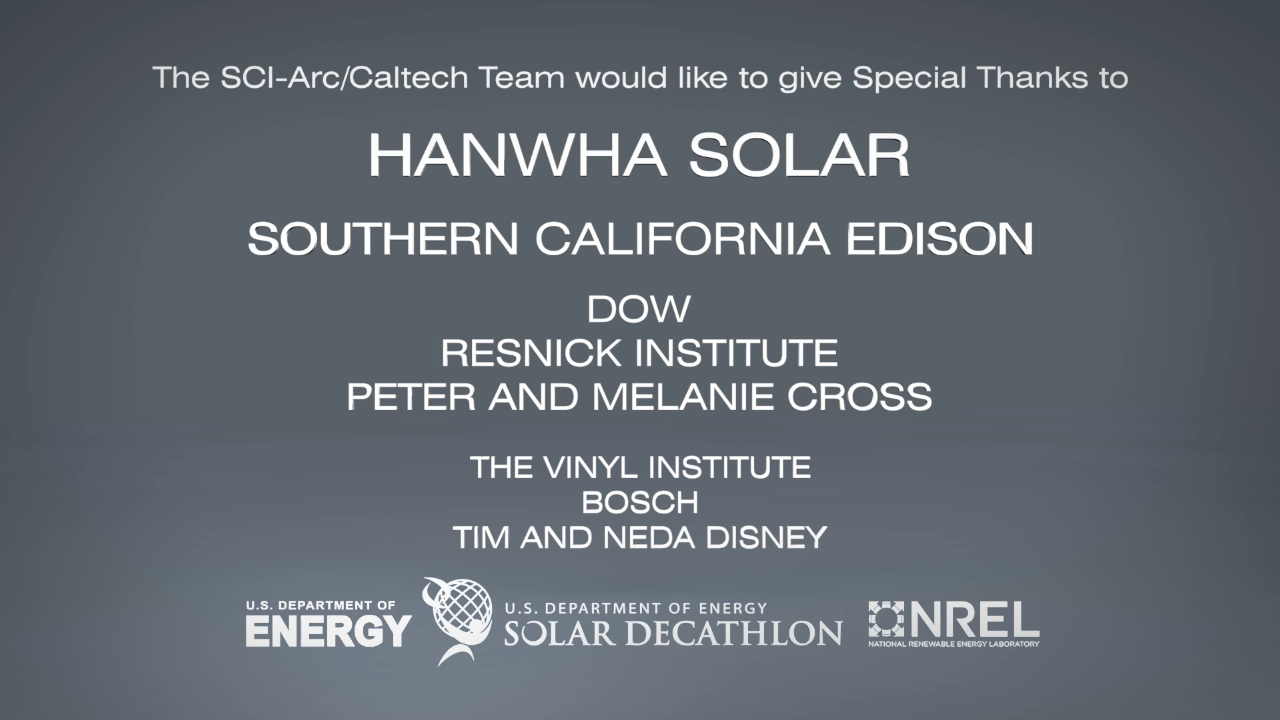 The SCI-Arc/Caltech Team would like to give Special Thanks to
HANWHA SOLAR
SOUTHERN CALIFORNIA EDISON
DOW
RESNICK INSTITUTE
PETER AND MELANIE CROSS
THE VINYL INSTITUTE
BOSCH
TIM AND NEDA DISNEY
U.S. DEPARTMENT OF
ENERGY
U.S. DEPARTMENT OF ENERGY
SOLAR DECATHLON
NREL
NATIONAL RENEWABLE ENERGY LABORATORY